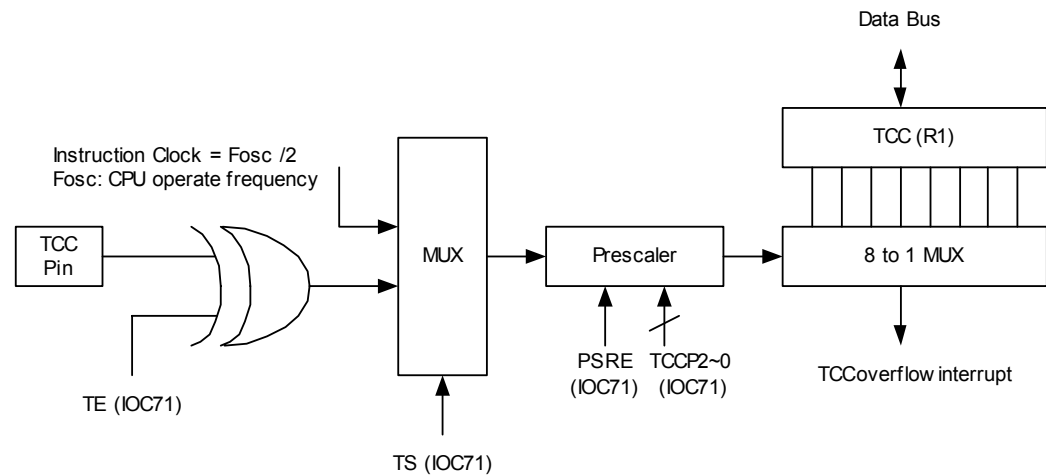 Data Bus
TCC (R1)
Instruction Clock = Fosc /2
Fosc: CPU operate frequency
TCC
Pin
MUX
Prescaler
8 to 1 MUX
PSRE
(IOC71)
TCCP2~0
(IOC71)
TCCoverflow interrupt
TE (IOC71)
TS (IOC71)